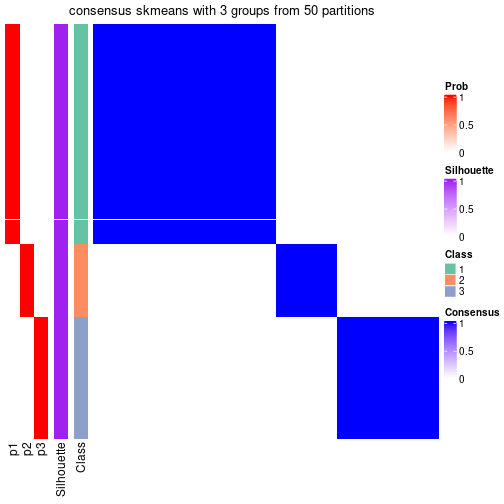 consensus skmeans with 3 groups from 50 partitions
Prob
1
0.5
0
Silhouette
1
0.5
0
Class
1
2
3
Consensus
1
0.5
0
p1
p2
p3
Silhouette
Class